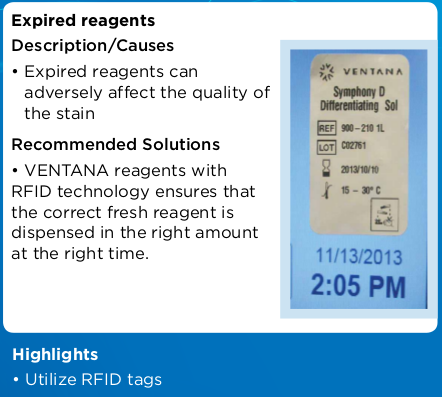 Expired reagents
Description/Causes
• Expired reagents can
adversely affect the quality of
the stain
Recommended Solutions
• VENTANA reagents with
RFID technology ensures that
the correct fresh reagent is
dispensed in the right amount
at the right time.
VENTANA
Symphony D
Differentiating Sol
REF 900-210 1L
LOT C02761
2013/10/10
15 - 30° C
11/13/2013
2:05 PM
Highlights
• Utilize RFID tags